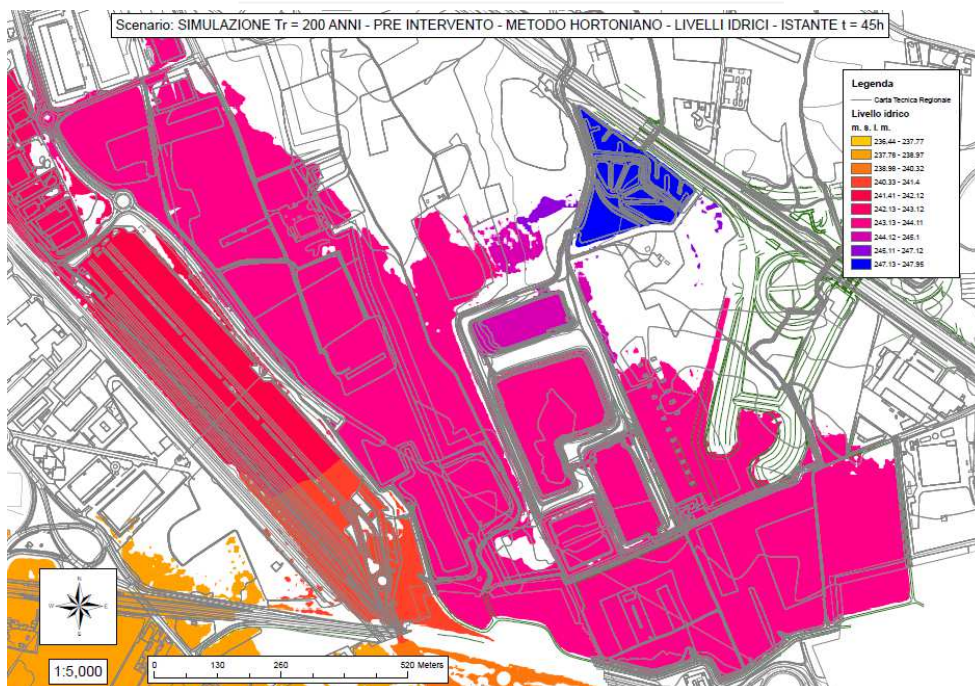 Scenario: SIMULAZIONE Tr = 200 ANNI - PRE INTERVENTO - METODO HORTONIANO - LIVELLI IDRICI - ISTANTE t = 45h
Legenda
Carta Tecnica Regionale
Livello idrico
m. s. l. m.
236.44 - 237.77
237.78 - 238.97
238.98 - 240.32
240.33 - 241.4
241.41 - 242.12
242.13 - 243.12
243.13 - 244.11
244.12 - 245.1
245.11 - 247.12
247.13 - 247.95
N
W E
S
1:5,000
0 130 260 520 Meters